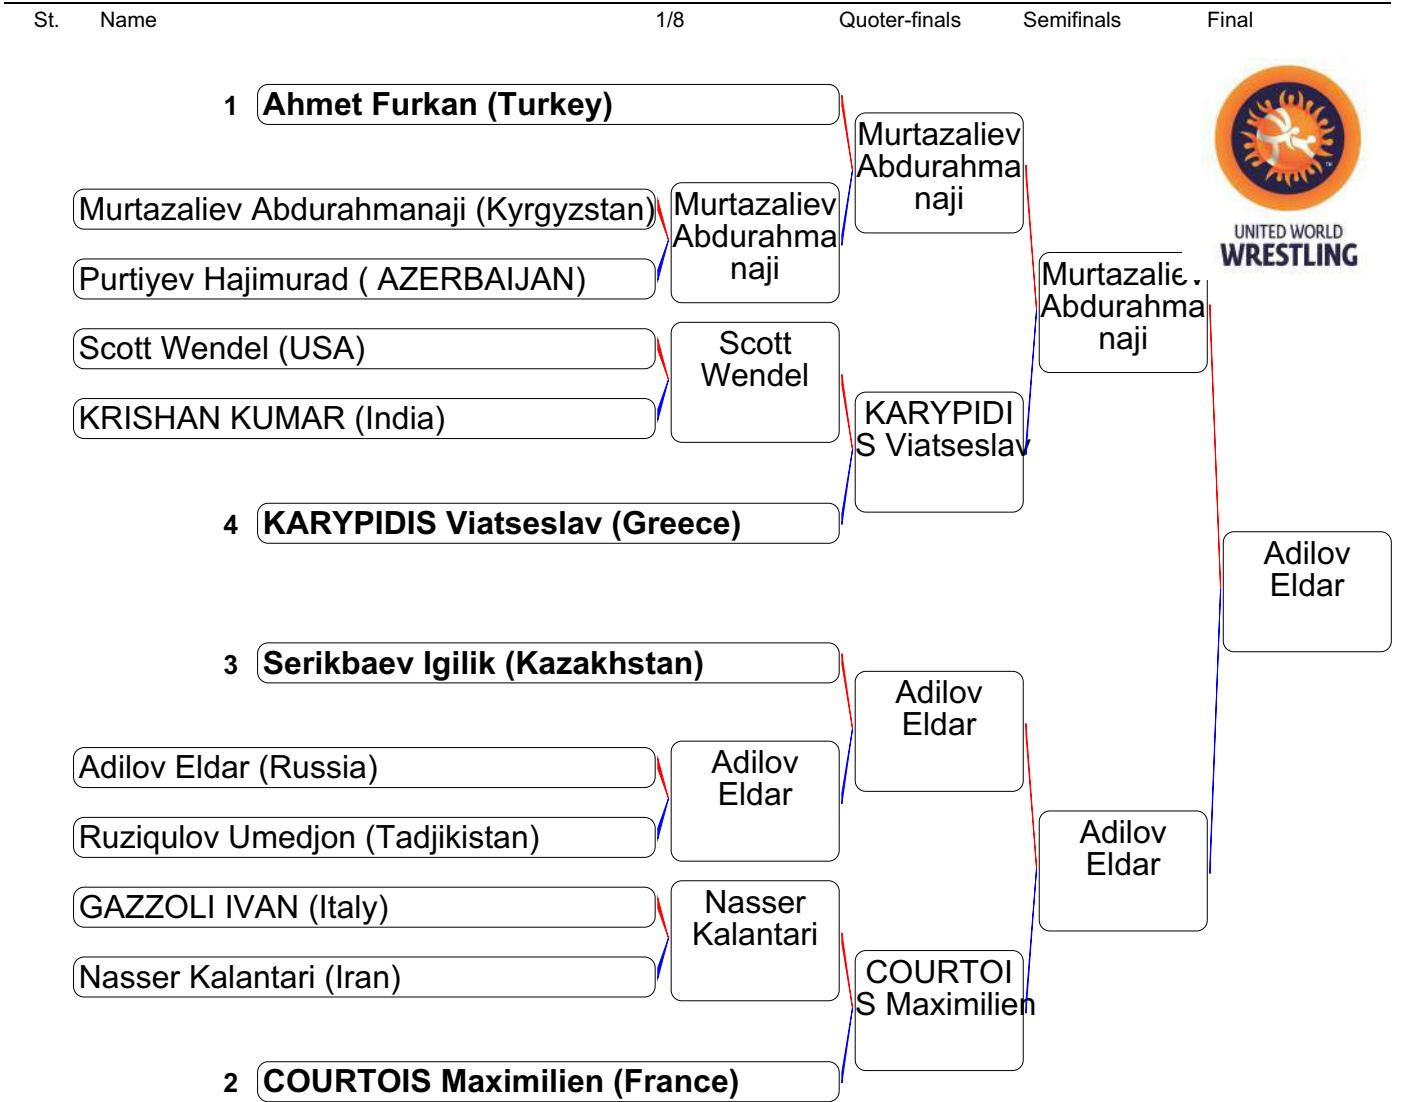 St. Name 1/8 Quoter-finals Semifinals Final
1 Ahmet Furkan (Turkey)
Murtazaliev
Abdurahma
naji
Murtazaliev Abdurahmanaji (Kyrgyzstan)
Murtazaliev
Abdurahma
naji
Purtiyev Hajimurad ( AZERBAIJAN)
UNITED WORLD
WRESTLING
Murtazaliev
Abdurahma
naji
Scott Wendel (USA)
Scott
Wendel
KRISHAN KUMAR (India)
KARYPIDI
S Viatseslav
4 KARYPIDIS Viatseslav (Greece)
Adilov
Eldar
3 Serikbaev Igilik (Kazakhstan)
Adilov
Eldar
Adilov Eldar (Russia)
Adilov
Eldar
Ruziqulov Umedjon (Tadjikistan)
Adilov
Eldar
GAZZOLI IVAN (Italy)
Nasser
Kalantari
Nasser Kalantari (Iran)
COURTOI
S Maximilien
2 COURTOIS Maximilien (France)